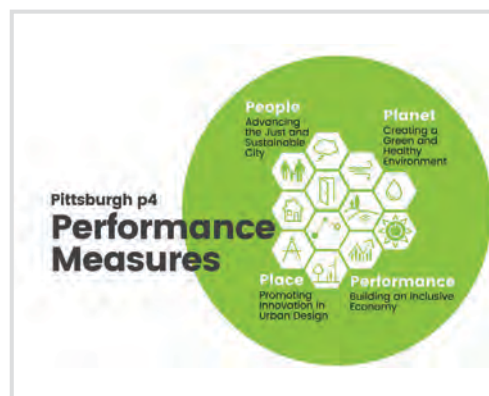 People
Advancing
the Just and
Sustainable
City
Planet
Creating a
Green and
Healthy
Environment
Pittsburgh p4
Performance
Measures
Place
Promoting
Innovation in
Urban Design
Performance
Building an Inclusive
Economy